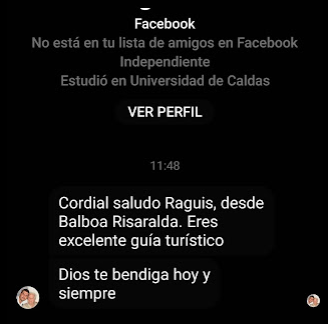 Facebook
No está en tu lista de amigos en Facebook
Independiente
Estudió en Universidad de Caldas
VER PERFIL
11:48
Cordial saludo Raguis, desde
Balboa Risaralda. Eres
excelente guía turístico
Dios te bendiga hoy y
siempre